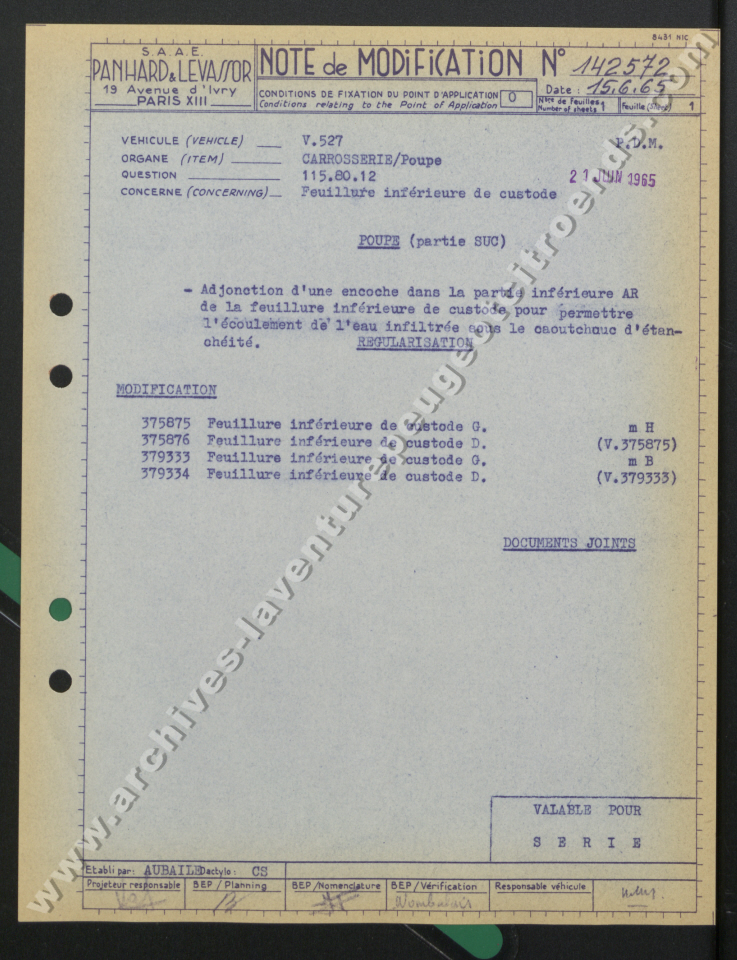 8481 NIC
S.A.A.E.
PANHARD & LEVASSOR
19 Avenue d'Ivry
PARIS XIII
NOTE de MODIFICATION N° 142572
CONDITIONS DE FIXATION DU POINT D'APPLICATION 0
Conditions relating to the Point of Application
Date : 15.6.65
Nbre de feuilles 1
Number of sheets
Feuille (Sheet) 1
VEHICULE (VEHICLE) V.527 P.D.M.
ORGANE (ITEM) CARROSSERIE/Poupe
QUESTION 115.80.12
21 JUIN 1965
CONCERNE (CONCERNING) Feuillure inférieure de custode
POUPE (partie SUC)
- Adjonction d'une encoche dans la partie inférieure AR
de la feuillure inférieure de custode pour permettre
l'écoulement de l'eau infiltrée sous le caoutchouc d'étan-
chéité. REGULARISATION
MODIFICATION
375875 Feuillure inférieure de custode G. m H
375876 Feuillure inférieure de custode D. (V.375875)
379333 Feuillure inférieure de custode G. m B
379334 Feuillure inférieure de custode D. (V.379333)
DOCUMENTS JOINTS
VALABLE POUR
S E R I E
Etabli par: AUBAILE Dactylo: CS
Projeteur responsable
BEP / Planning
BEP / Nomenclature
BEP / Vérification
Responsable véhicule
www.archives-laventurepeugeotcitroends.com